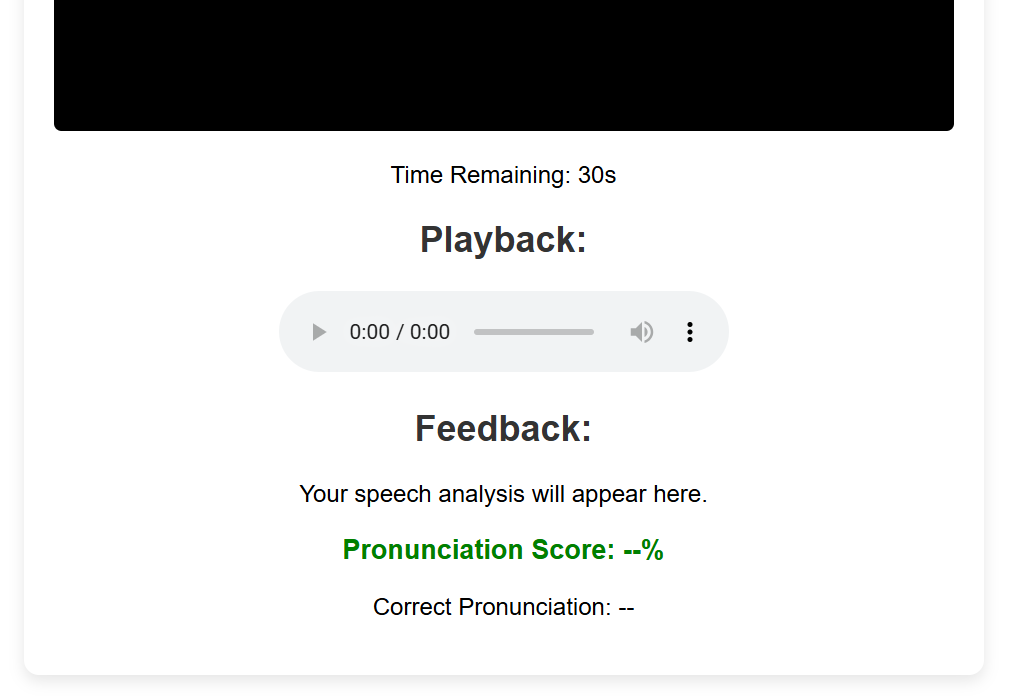 Time Remaining: 30s
Playback:
0:00 / 0:00
Feedback:
Your speech analysis will appear here.
Pronunciation Score: --%
Correct Pronunciation: --